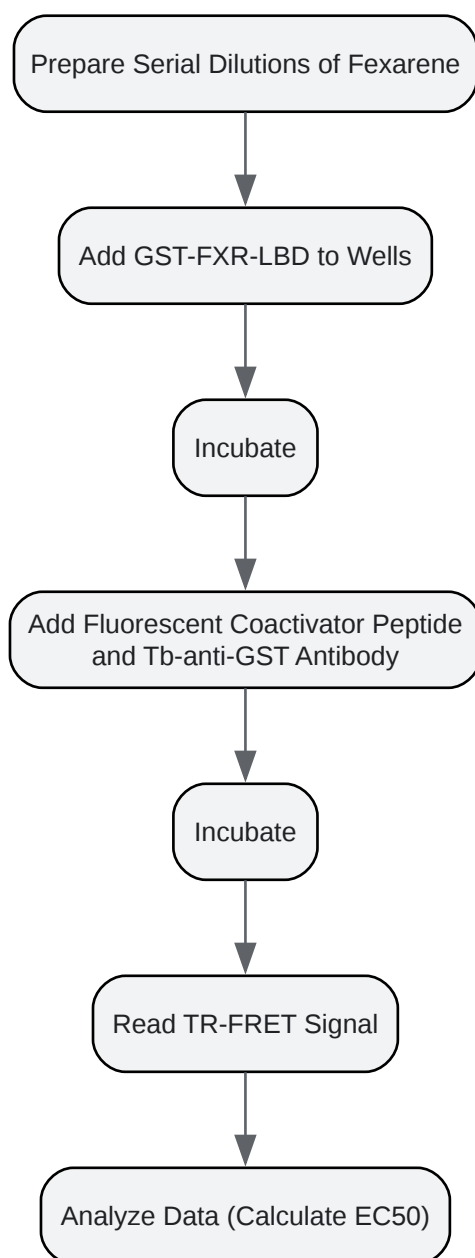 Prepare Serial Dilutions of Fexarene
Add GST-FXR-LBD to Wells
Incubate
Add Fluorescent Coactivator Peptide
and Tb-anti-GST Antibody
Incubate
Read TR-FRET Signal
Analyze Data (Calculate EC50)